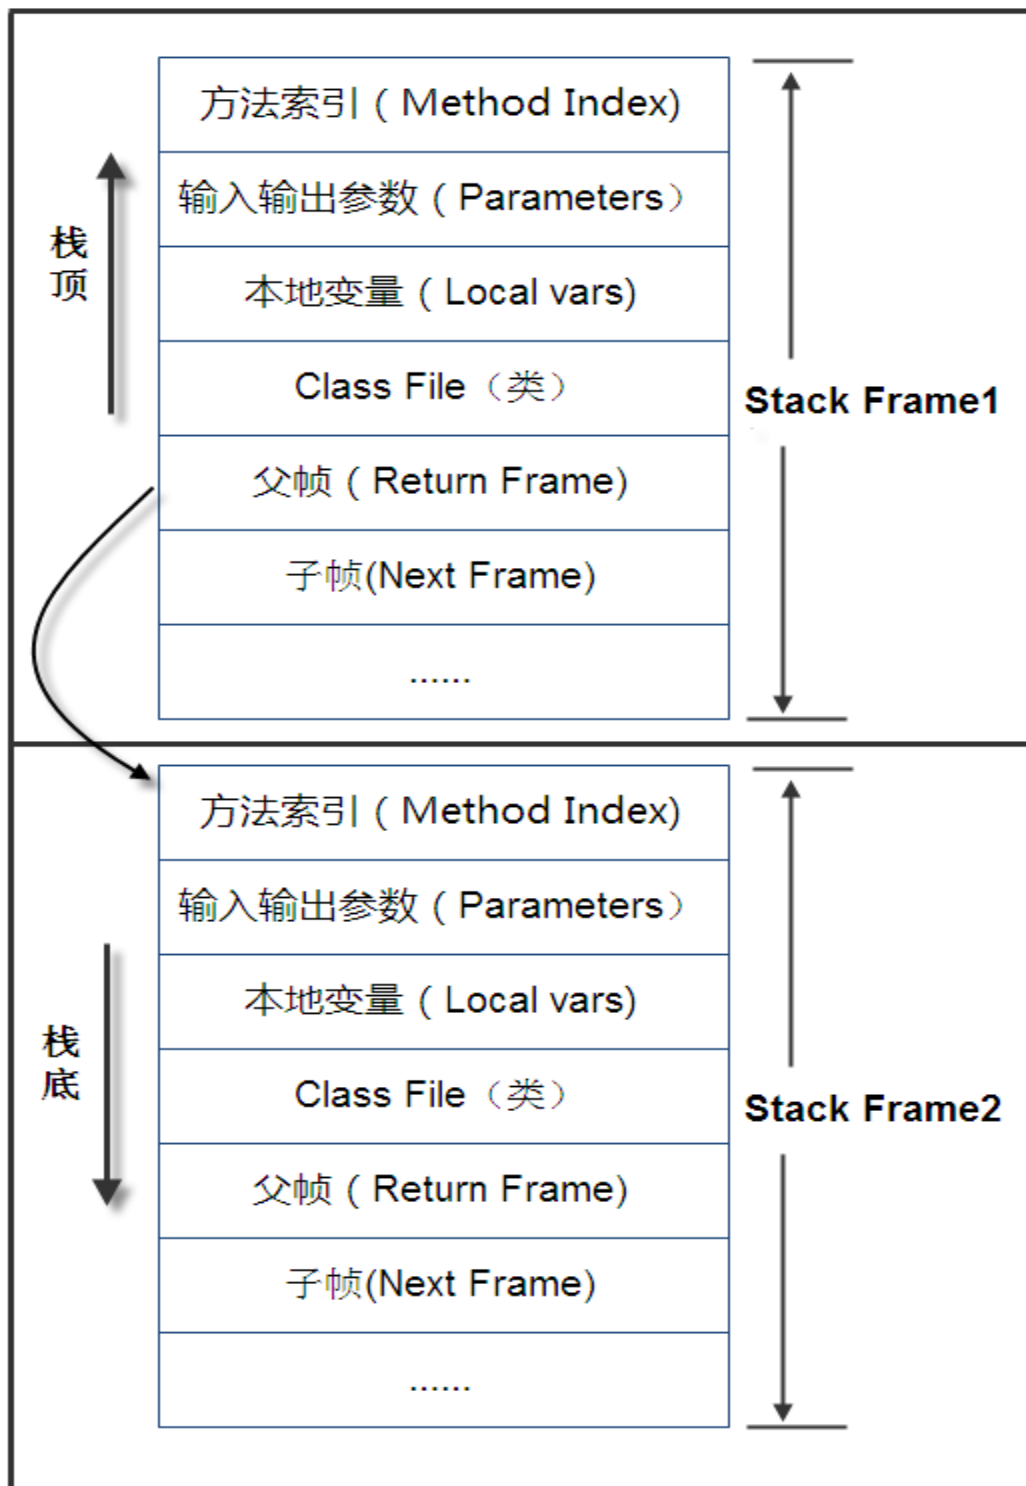 方法索引 ( Method Index)
输入输出参数 ( Parameters）
栈
顶
本地变量 ( Local vars)
Class File（类）
Stack Frame1
父帧 ( Return Frame)
子帧(Next Frame)
......
方法索引 ( Method Index)
输入输出参数 ( Parameters）
本地变量 ( Local vars)
栈
底
Class File（类）
Stack Frame2
父帧 ( Return Frame)
子帧(Next Frame)
......